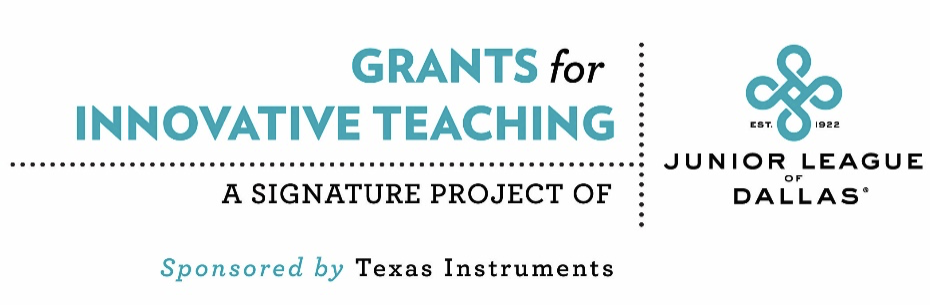 GRANTS for
INNOVATIVE TEACHING
A SIGNATURE PROJECT OF
Sponsored by Texas Instruments
EST. 1922
JUNIOR LEAGUE
OF
DALLAS®